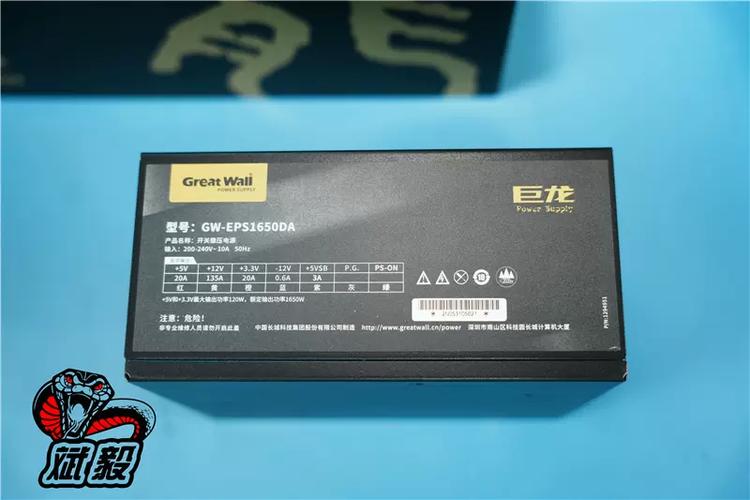 Great Wall
POWER SUPPLY
巨龙
Power Supply
型号：GW-EPS1650DA
产品名称：开关稳压电源
输入：200-240V~10A 50Hz
直流输出
+5V +12V +3.3V -12V +5VSB P.G. PS-ON
20A 135A 20A 0.6A 3A
红 黄 橙 蓝 紫 灰 绿
+5V和+3.3V最大输出功率120W，额定输出功率1650W
注意：危险！
非专业维修人员请勿开启此盖
中国长城科技集团股份有限公司制造 http://www.greatwall.cn/power 深圳市南山区科技园长城计算机大厦
10
P/N:1294951
斌毅